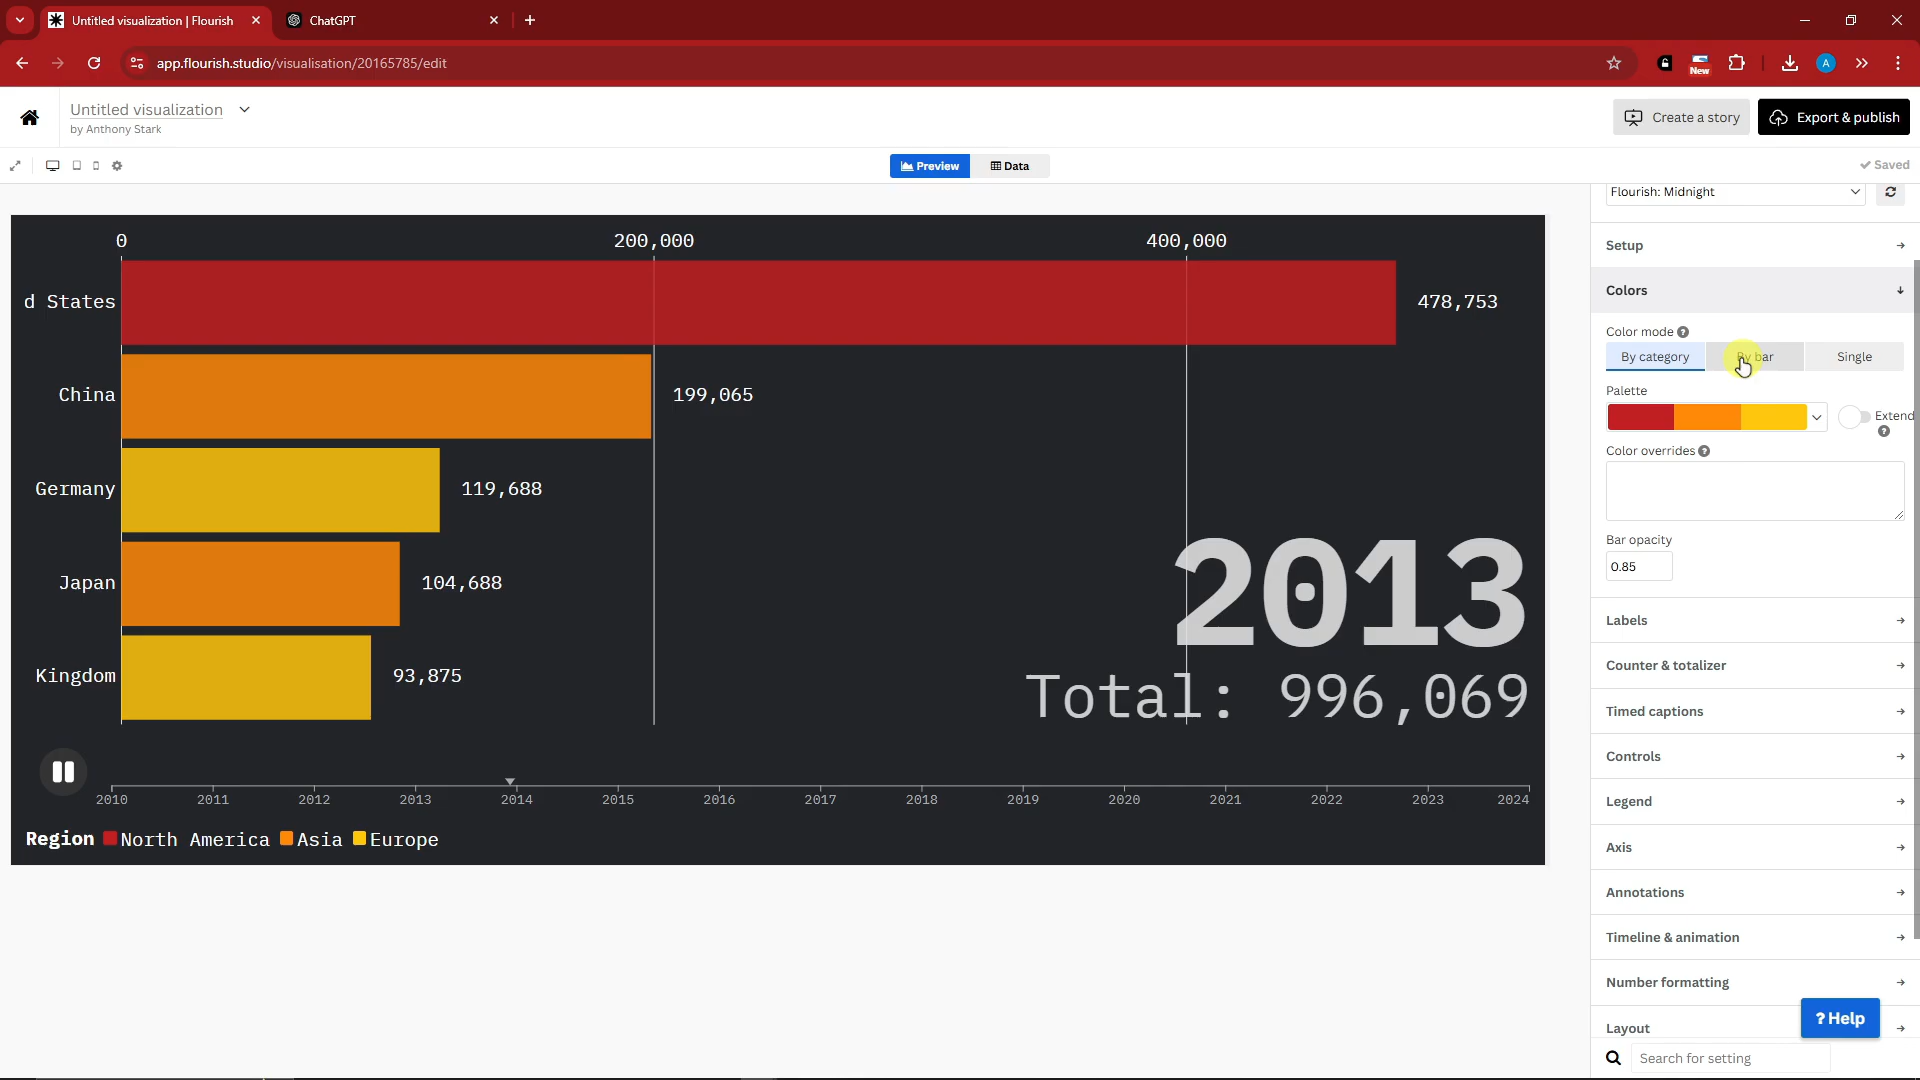 Untitled visualization | Flourish
ChatGPT
app.flourish.studio/visualisation/20165785/edit
New
A
Untitled visualization
by Anthony Stark
Create a story
Export & publish
Preview
Data
Saved
Flourish: Midnight
Setup
Colors
Color mode ?
By category
By bar
Single
Palette
Extend
?
Color overrides ?
Bar opacity
0.85
Labels
Counter & totalizer
Timed captions
Controls
Legend
Axis
Annotations
Timeline & animation
Number formatting
Layout
? Help
Search for setting
0
200,000
400,000
d States
478,753
China
199,065
Germany
119,688
Japan
104,688
Kingdom
93,875
2013
Total: 996,069
2010
2011
2012
2013
2014
2015
2016
2017
2018
2019
2020
2021
2022
2023
2024
Region North America Asia Europe